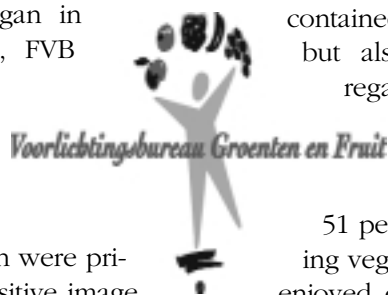 gan in
, FVB
contained
but als
rega
Voorlichtingsbureau Groenten en Fruit
n were pri-
sitive image
51 pe
ing veg
enjoyed